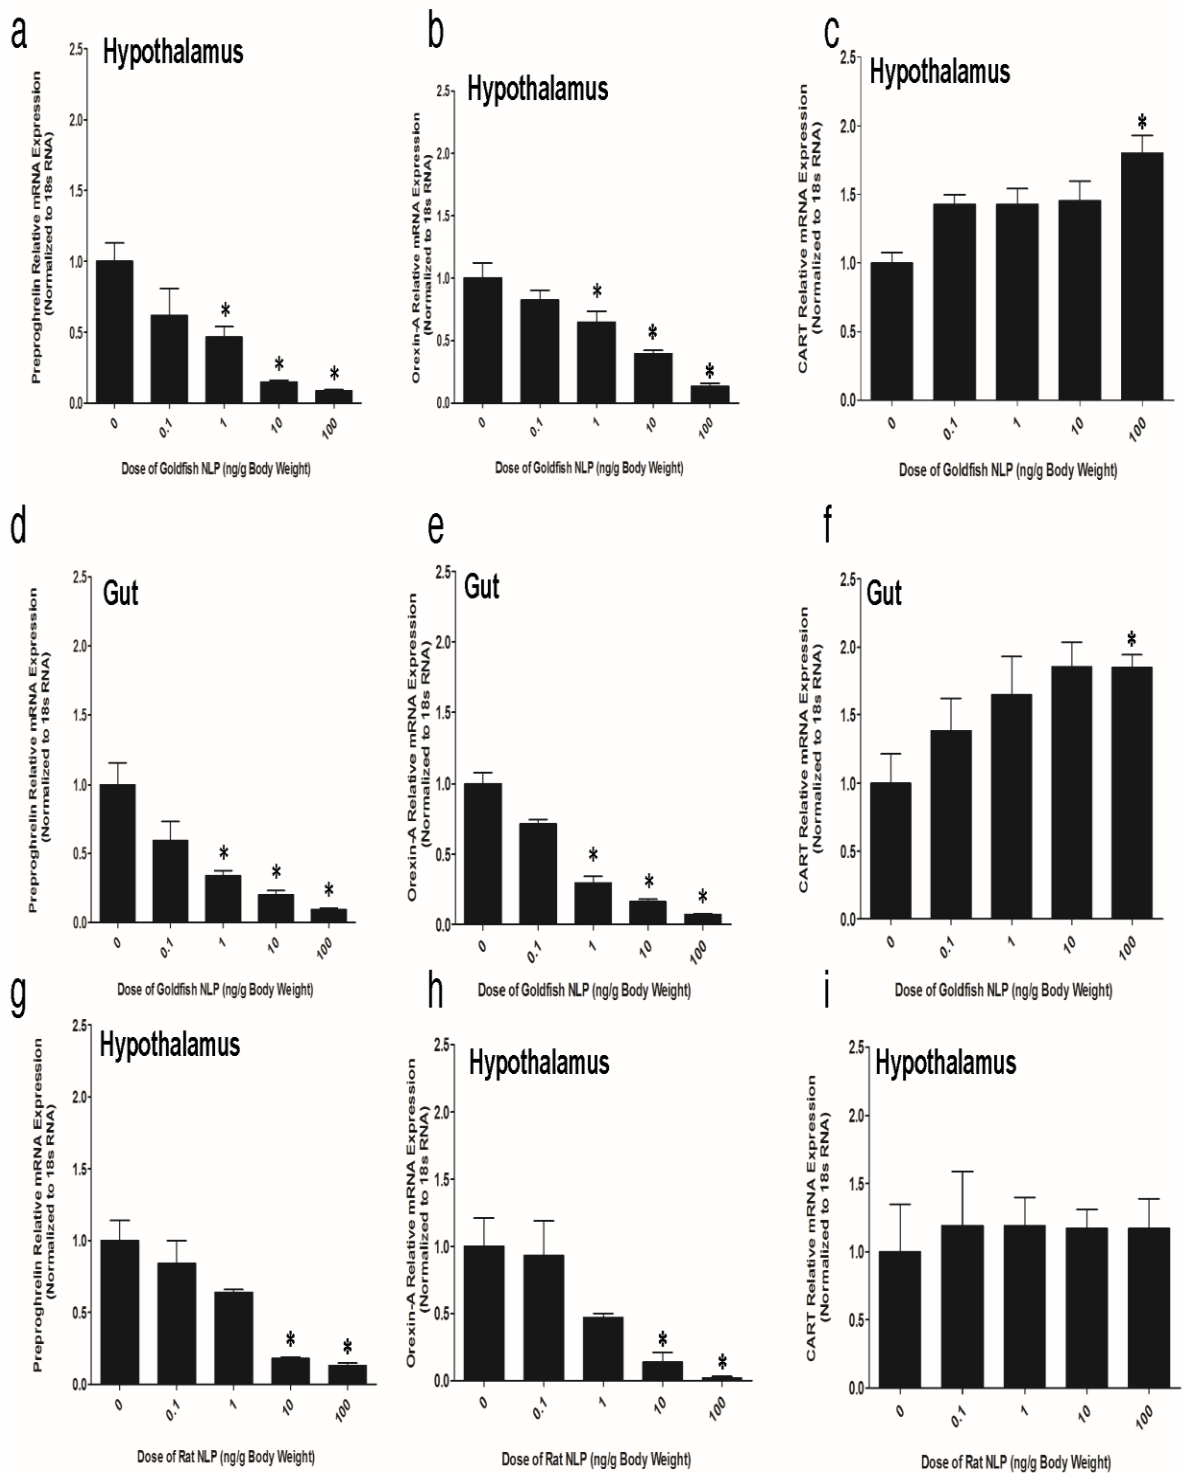 a
Hypothalamus
Preproghrelin Relative mRNA Expression
(Normalized to 18s RNA)
2.5
2.0
1.5
1.0
0.5
0.0
*
*
*
0 0.1 1 10 100
Dose of Goldfish NLP (ng/g Body Weight)
b
Hypothalamus
Orexin-A Relative mRNA Expression
(Normalized to 18s RNA)
2.5
2.0
1.5
1.0
0.5
0.0
*
*
*
0 0.1 1 10 100
Dose of Goldfish NLP (ng/g Body Weight)
c
Hypothalamus
CART Relative mRNA Expression
(Normalized to 18s RNA)
2.5
2.0
1.5
1.0
0.5
0.0
*
0 0.1 1 10 100
Dose of Goldfish NLP (ng/g Body Weight)
d
Gut
Preproghrelin Relative mRNA Expression
(Normalized to 18s RNA)
2.5
2.0
1.5
1.0
0.5
0.0
*
*
*
0 0.1 1 10 100
Dose of Goldfish NLP (ng/g Body Weight)
e
Gut
Orexin-A Relative mRNA Expression
(Normalized to 18s RNA)
2.5
2.0
1.5
1.0
0.5
0.0
*
*
*
0 0.1 1 10 100
Dose of Goldfish NLP (ng/g Body Weight)
f
Gut
CART Relative mRNA Expression
(Normalized to 18s RNA)
2.5
2.0
1.5
1.0
0.5
0.0
*
0 0.1 1 10 100
Dose of Goldfish NLP (ng/g Body Weight)
g
Hypothalamus
Preproghrelin Relative mRNA Expression
(Normalized to 18s RNA)
2.5
2.0
1.5
1.0
0.5
0.0
*
*
0 0.1 1 10 100
Dose of Rat NLP (ng/g Body Weight)
h
Hypothalamus
Orexin-A Relative mRNA Expression
(Normalized to 18s RNA)
2.5
2.0
1.5
1.0
0.5
0.0
*
*
0 0.1 1 10 100
Dose of Rat NLP (ng/g Body Weight)
i
Hypothalamus
CART Relative mRNA Expression
(Normalized to 18s RNA)
2.5
2.0
1.5
1.0
0.5
0.0
0 0.1 1 10 100
Dose of Rat NLP (ng/g Body Weight)